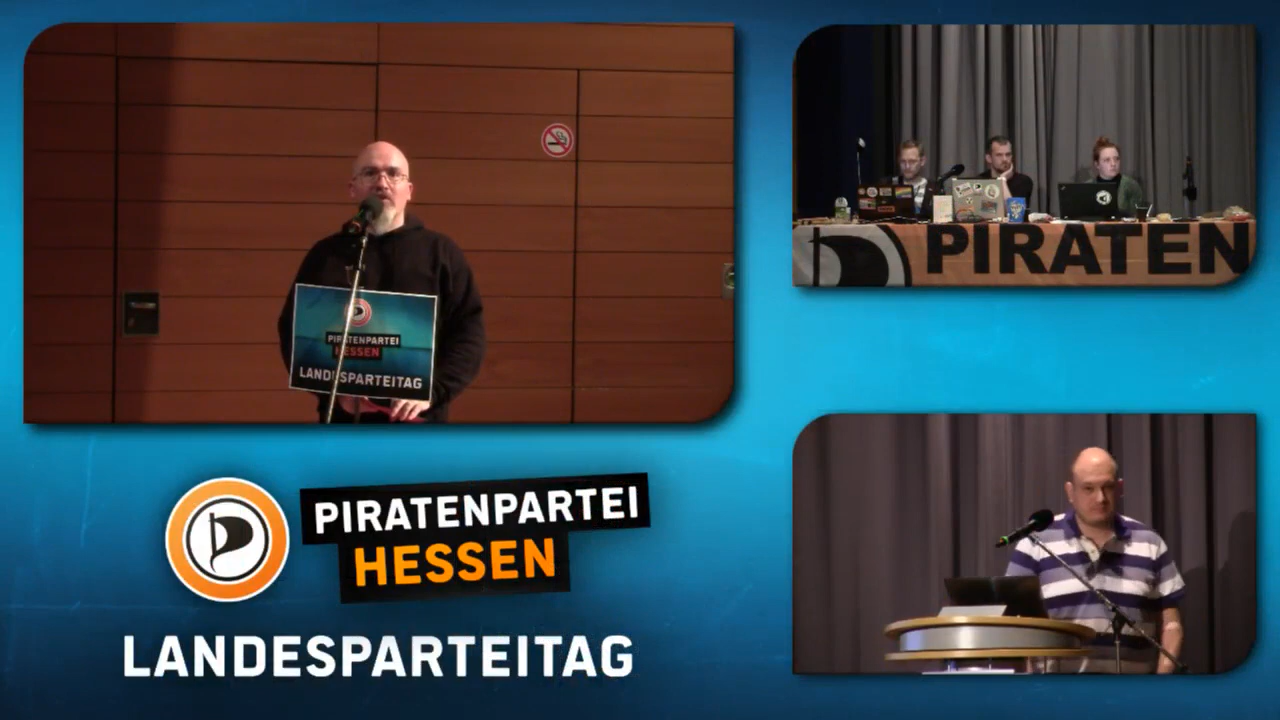 PIRATENPARTEI
HESSEN
LANDESPARTEITAG
PIRATEN
PIRATENPARTEI
HESSEN
LANDESPARTEITAG